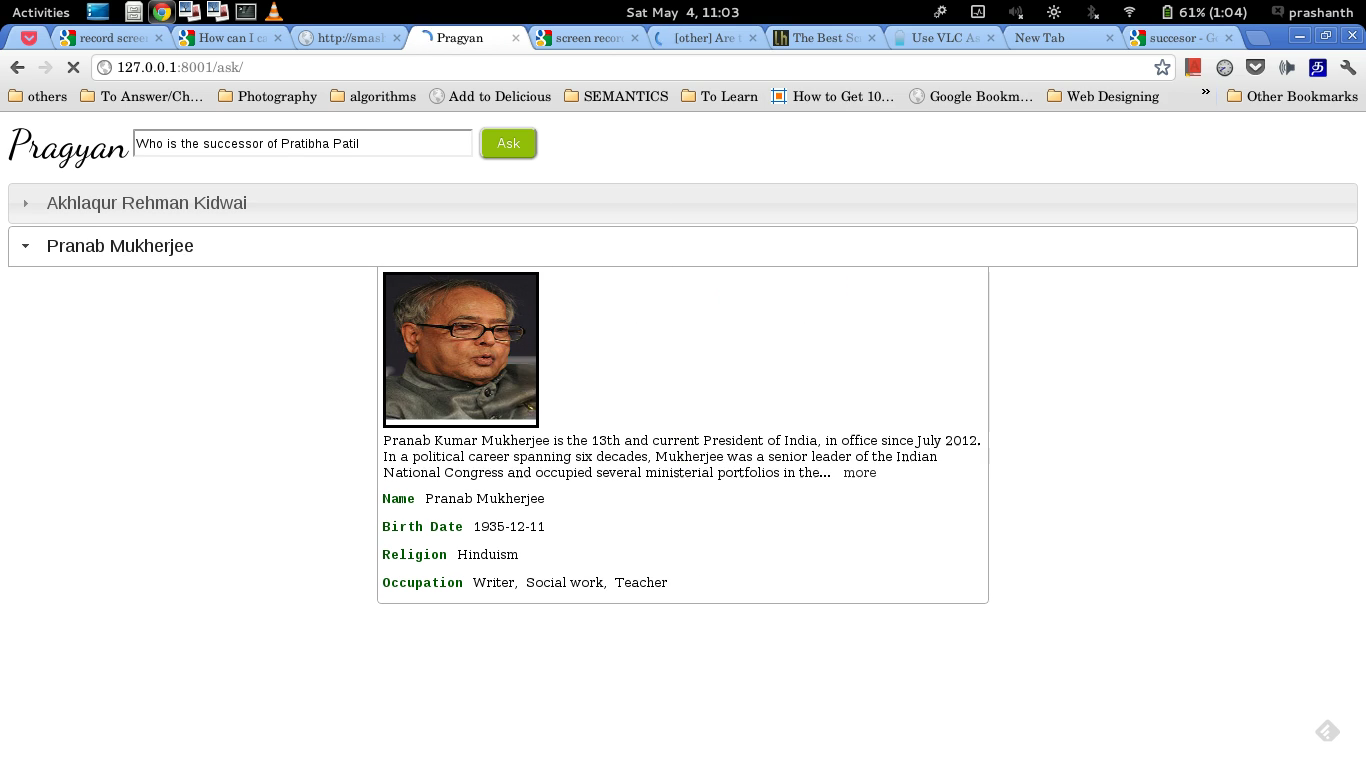 Activities
Sat May 4, 11:03
61% (1:04)
prashanth
record scree
How can I c
http://smas
Pragyan
screen reco
[other] Are
The Best Sc
Use VLC A
New Tab
succesor - G
127.0.0.1:8001/ask/
others
To Answer/Ch...
Photography
algorithms
Add to Delicious
SEMANTICS
To Learn
How to Get 10...
Google Bookm...
Web Designing
»
Other Bookmarks
Pragyan
Who is the successor of Pratibha Patil
Ask
Akhlaqur Rehman Kidwai
Pranab Mukherjee
Pranab Kumar Mukherjee is the 13th and current President of India, in office since July 2012.
In a political career spanning six decades, Mukherjee was a senior leader of the Indian
National Congress and occupied several ministerial portfolios in the... more
Name Pranab Mukherjee
Birth Date 1935-12-11
Religion Hinduism
Occupation Writer, Social work, Teacher